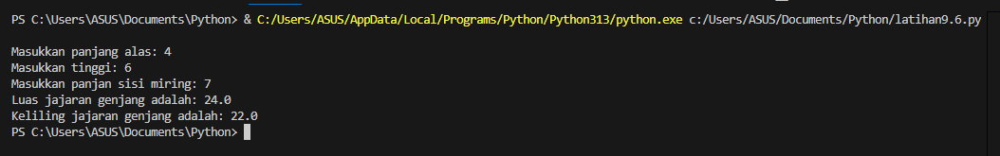 PS C:\Users\ASUS\Documents\Python> & C:/Users/ASUS/AppData/Local/Programs/Python/Python313/python.exe c:/Users/ASUS/Documents/Python/latihan9.6.py
Masukkan panjang alas: 4
Masukkan tinggi: 6
Masukkan panjan sisi miring: 7
Luas jajaran genjang adalah: 24.0
Keliling jajaran genjang adalah: 22.0
PS C:\Users\ASUS\Documents\Python>